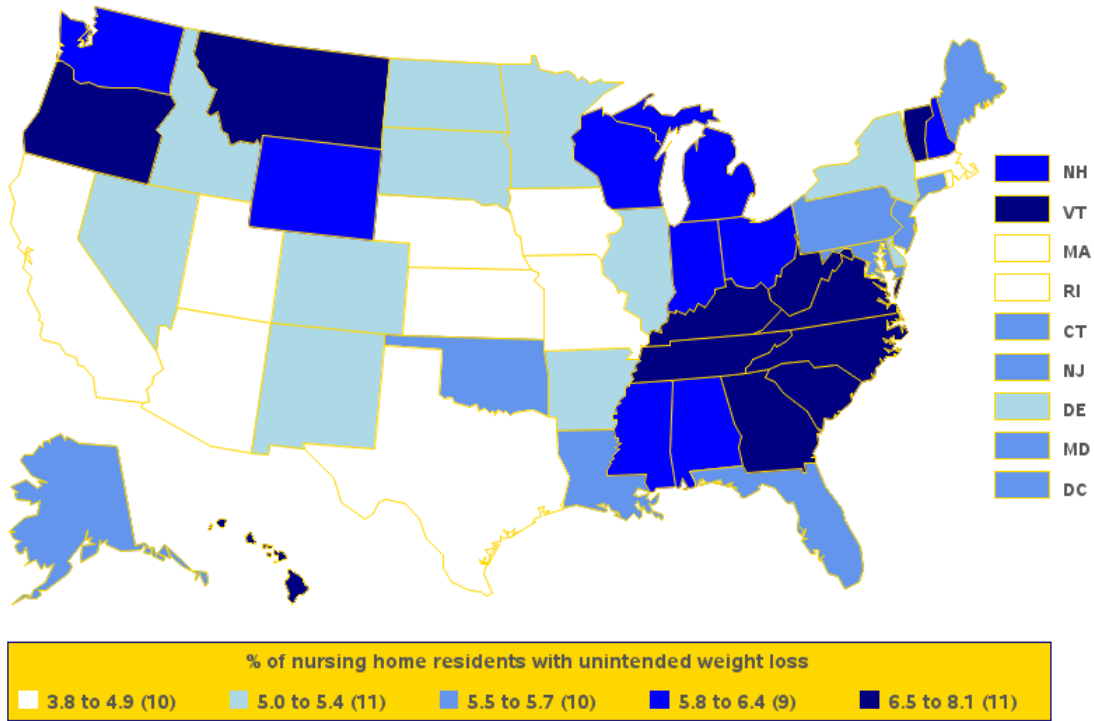 NH
VT
MA
RI
CT
NJ
DE
MD
DC
% of nursing home residents with unintended weight loss
3.8 to 4.9 (10) 5.0 to 5.4 (11) 5.5 to 5.7 (10) 5.8 to 6.4 (9) 6.5 to 8.1 (11)